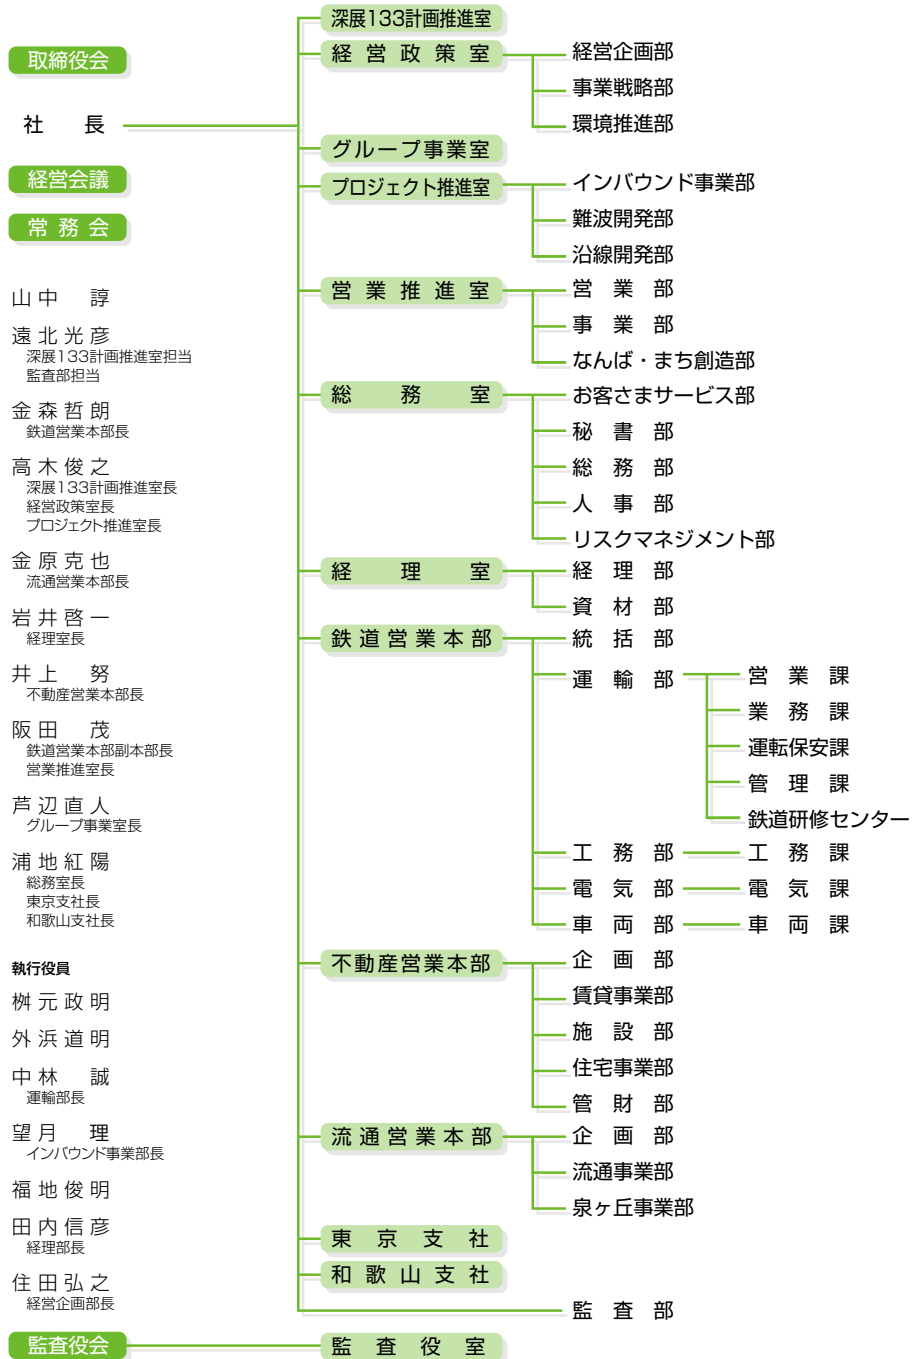 取締役会
社長
経営会議
常務会
山中 諄
遠北光彦
深展133計画推進室担当
監査部担当
金森哲朗
鉄道営業本部長
高木俊之
深展133計画推進室長
経営政策室長
プロジェクト推進室長
金原克也
流通営業本部長
岩井啓一
経理室長
井上 努
不動産営業本部長
阪田 茂
鉄道営業本部副本部長
営業推進室長
芦辺直人
グループ事業室長
浦地紅陽
総務室長
東京支社長
和歌山支社長
執行役員
桝元政明
外浜道明
中林 誠
運輸部長
望月 理
インバウンド事業部長
福地俊明
田内信彦
経理部長
住田弘之
経営企画部長
監査役会
深展133計画推進室
経営政策室
経営企画部
事業戦略部
環境推進部
グループ事業室
プロジェクト推進室
インバウンド事業部
難波開発部
沿線開発部
営業推進室
営業部
事業部
なんば・まち創造部
総務室
お客さまサービス部
秘書部
総務部
人事部
リスクマネジメント部
経理室
経理部
資材部
鉄道営業本部
統括部
運輸部
営業課
業務課
運転保安課
管理課
鉄道研修センター
工務部
工務課
電気部
電気課
車両部
車両課
不動産営業本部
企画部
賃貸事業部
施設部
住宅事業部
管財部
流通営業本部
企画部
流通事業部
泉ヶ丘事業部
東京支社
和歌山支社
監査部
監査役室